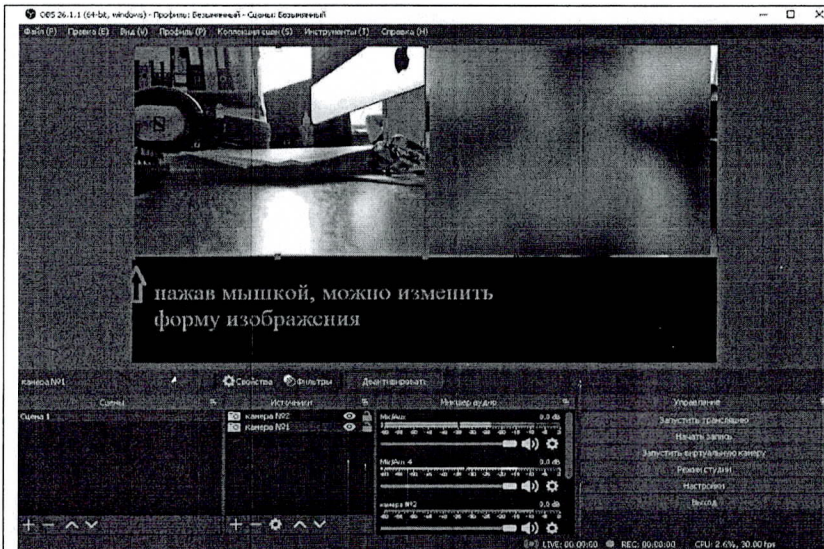 OBS 26.1.1 (64-bit, windows) - Профиль: Безымянный - Сцены: Безымянный
Файл (F) Правка (E) Вид (V) Профиль (P) Коллекция сцен (S) Инструменты (T) Справка (H)
нажав мышкой, можно изменить
форму изображения
камера №1 Свойства Фильтры Деактивировать
Сцены Источники Микшер аудио Управление
Сцена 1
камера №2
камера №1
Mic/Aux 0.0 dB
Mic/Aux 4 0.0 dB
камера №2 0.0 dB
Запустить трансляцию
Начать запись
Запустить виртуальную камеру
Режим студии
Настройки
Выход
LIVE: 00:00:00 REC: 00:00:00 CPU: 2.6%, 30.00 fps